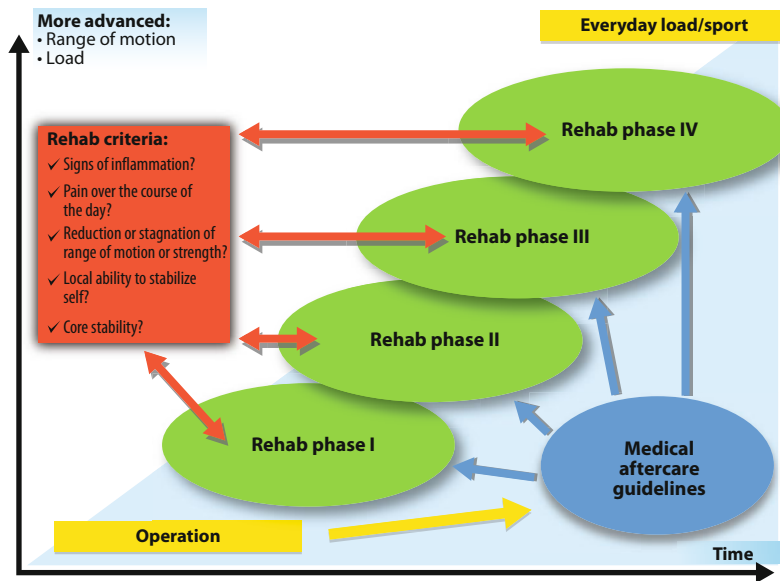 More advanced:
• Range of motion
• Load
Everyday load/sport
Rehab phase IV
Rehab criteria:
✓ Signs of inflammation?
✓ Pain over the course of
the day?
✓ Reduction or stagnation of
range of motion or strength?
✓ Local ability to stabilize
self?
✓ Core stability?
Rehab phase III
Rehab phase II
Rehab phase I
Medical
aftercare
guidelines
Operation
Time